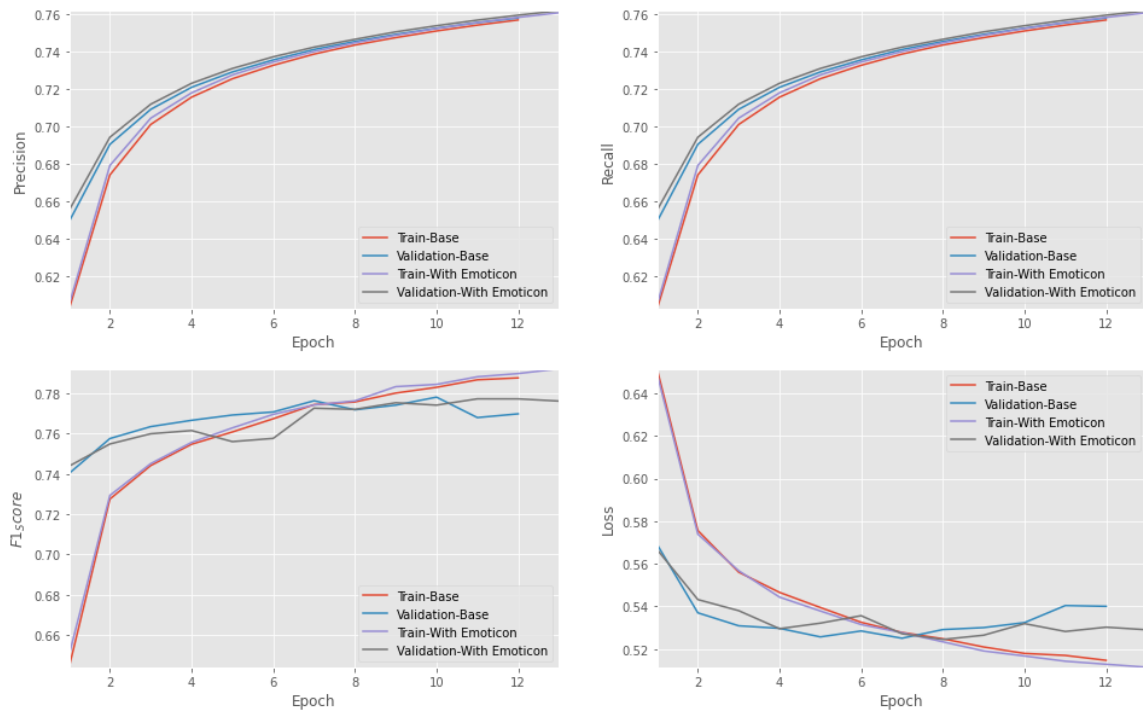 0.76
0.74
0.72
0.70
0.68
0.66
0.64
0.62
Precision
Train-Base
Validation-Base
Train-With Emoticon
Validation-With Emoticon
2 4 6 8 10 12
Epoch
0.76
0.74
0.72
0.70
0.68
0.66
0.64
0.62
Recall
Train-Base
Validation-Base
Train-With Emoticon
Validation-With Emoticon
2 4 6 8 10 12
Epoch
0.78
0.76
0.74
0.72
0.70
0.68
0.66
F1score
Train-Base
Validation-Base
Train-With Emoticon
Validation-With Emoticon
2 4 6 8 10 12
Epoch
0.64
0.62
0.60
0.58
0.56
0.54
0.52
Loss
Train-Base
Validation-Base
Train-With Emoticon
Validation-With Emoticon
2 4 6 8 10 12
Epoch